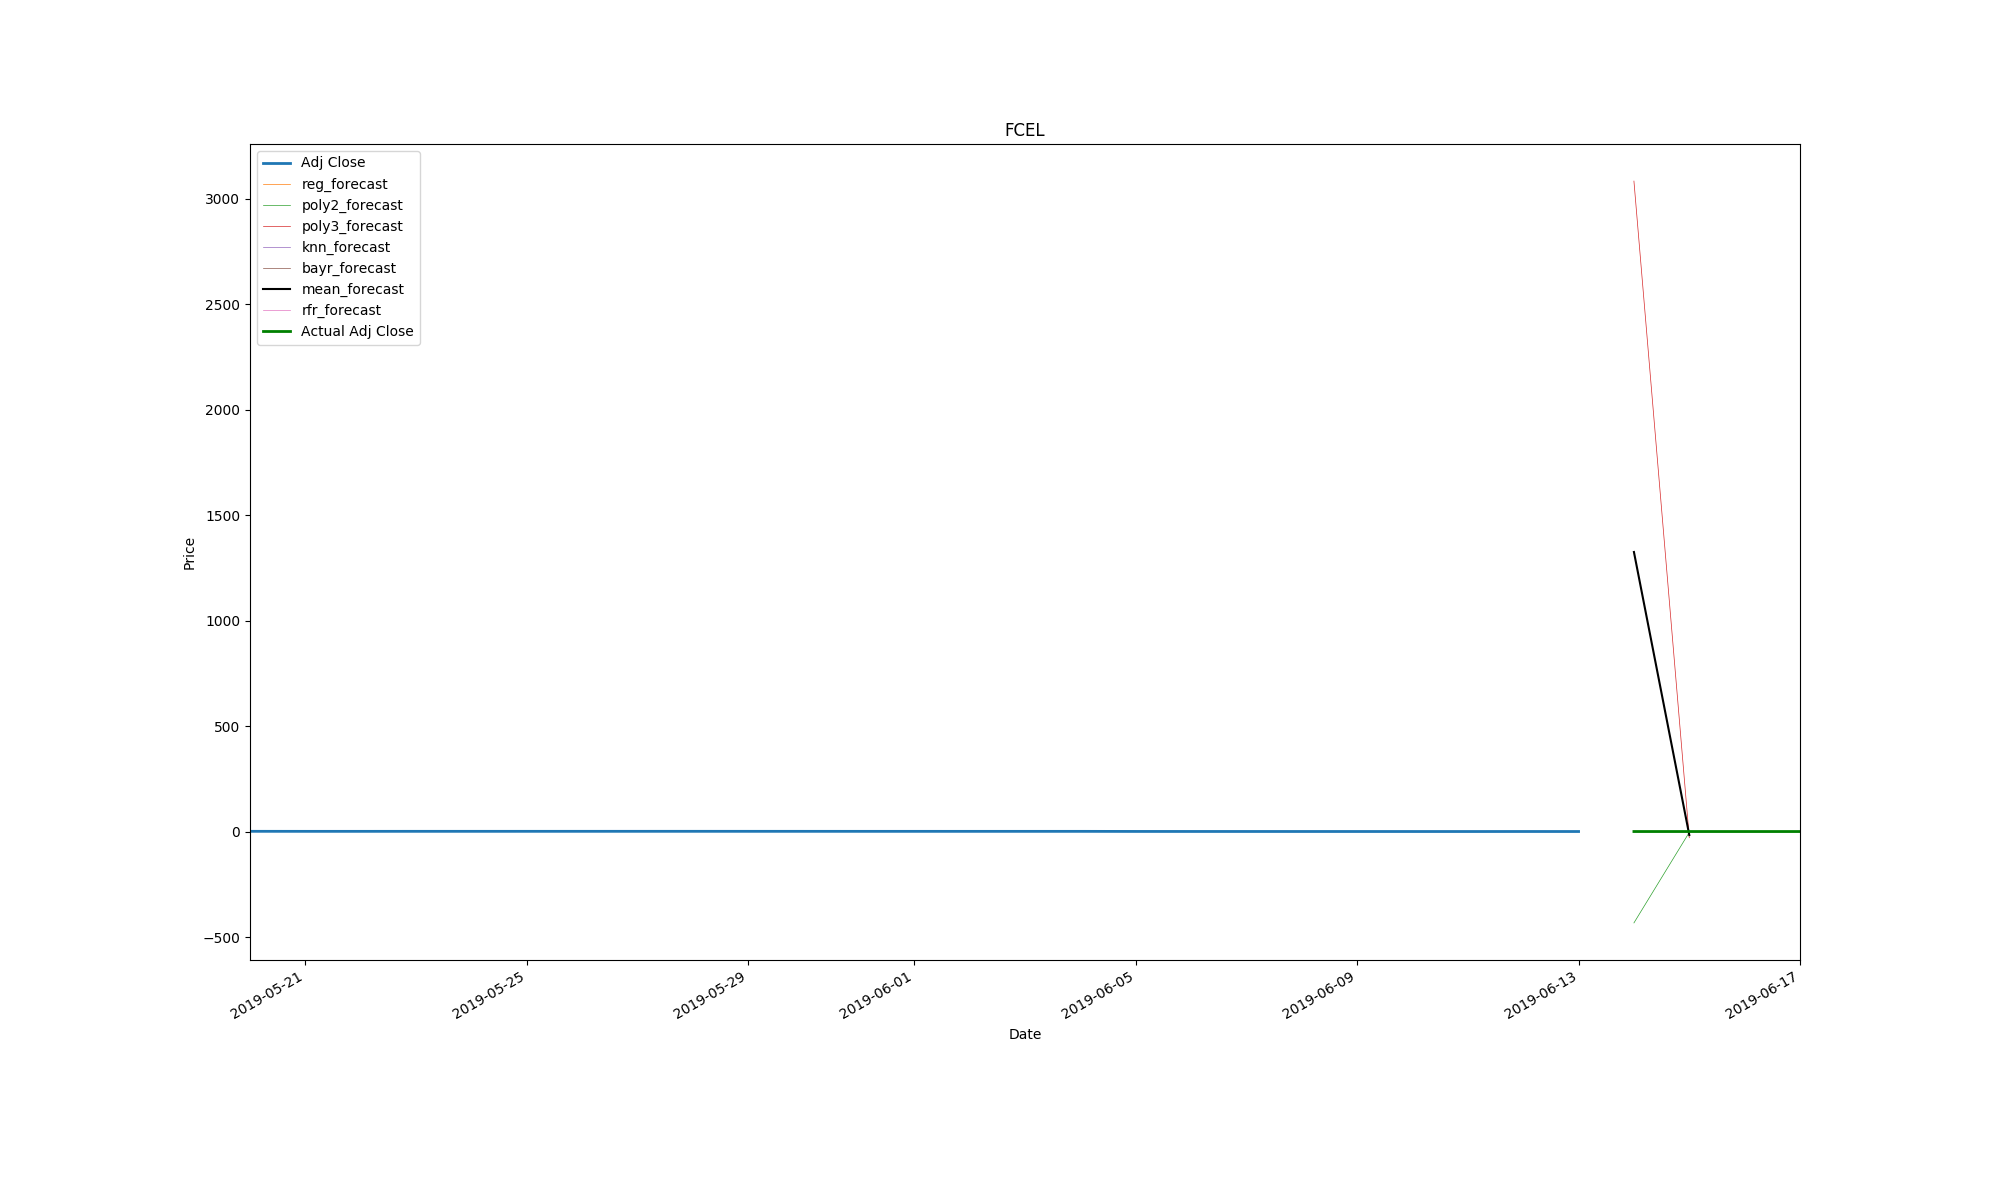 FCEL
Adj Close
reg_forecast
poly2_forecast
poly3_forecast
knn_forecast
bayr_forecast
mean_forecast
rfr_forecast
Actual Adj Close
3000
2500
2000
1500
1000
500
0
−500
Price
2019-05-21
2019-05-25
2019-05-29
2019-06-01
2019-06-05
2019-06-09
2019-06-13
2019-06-17
Date